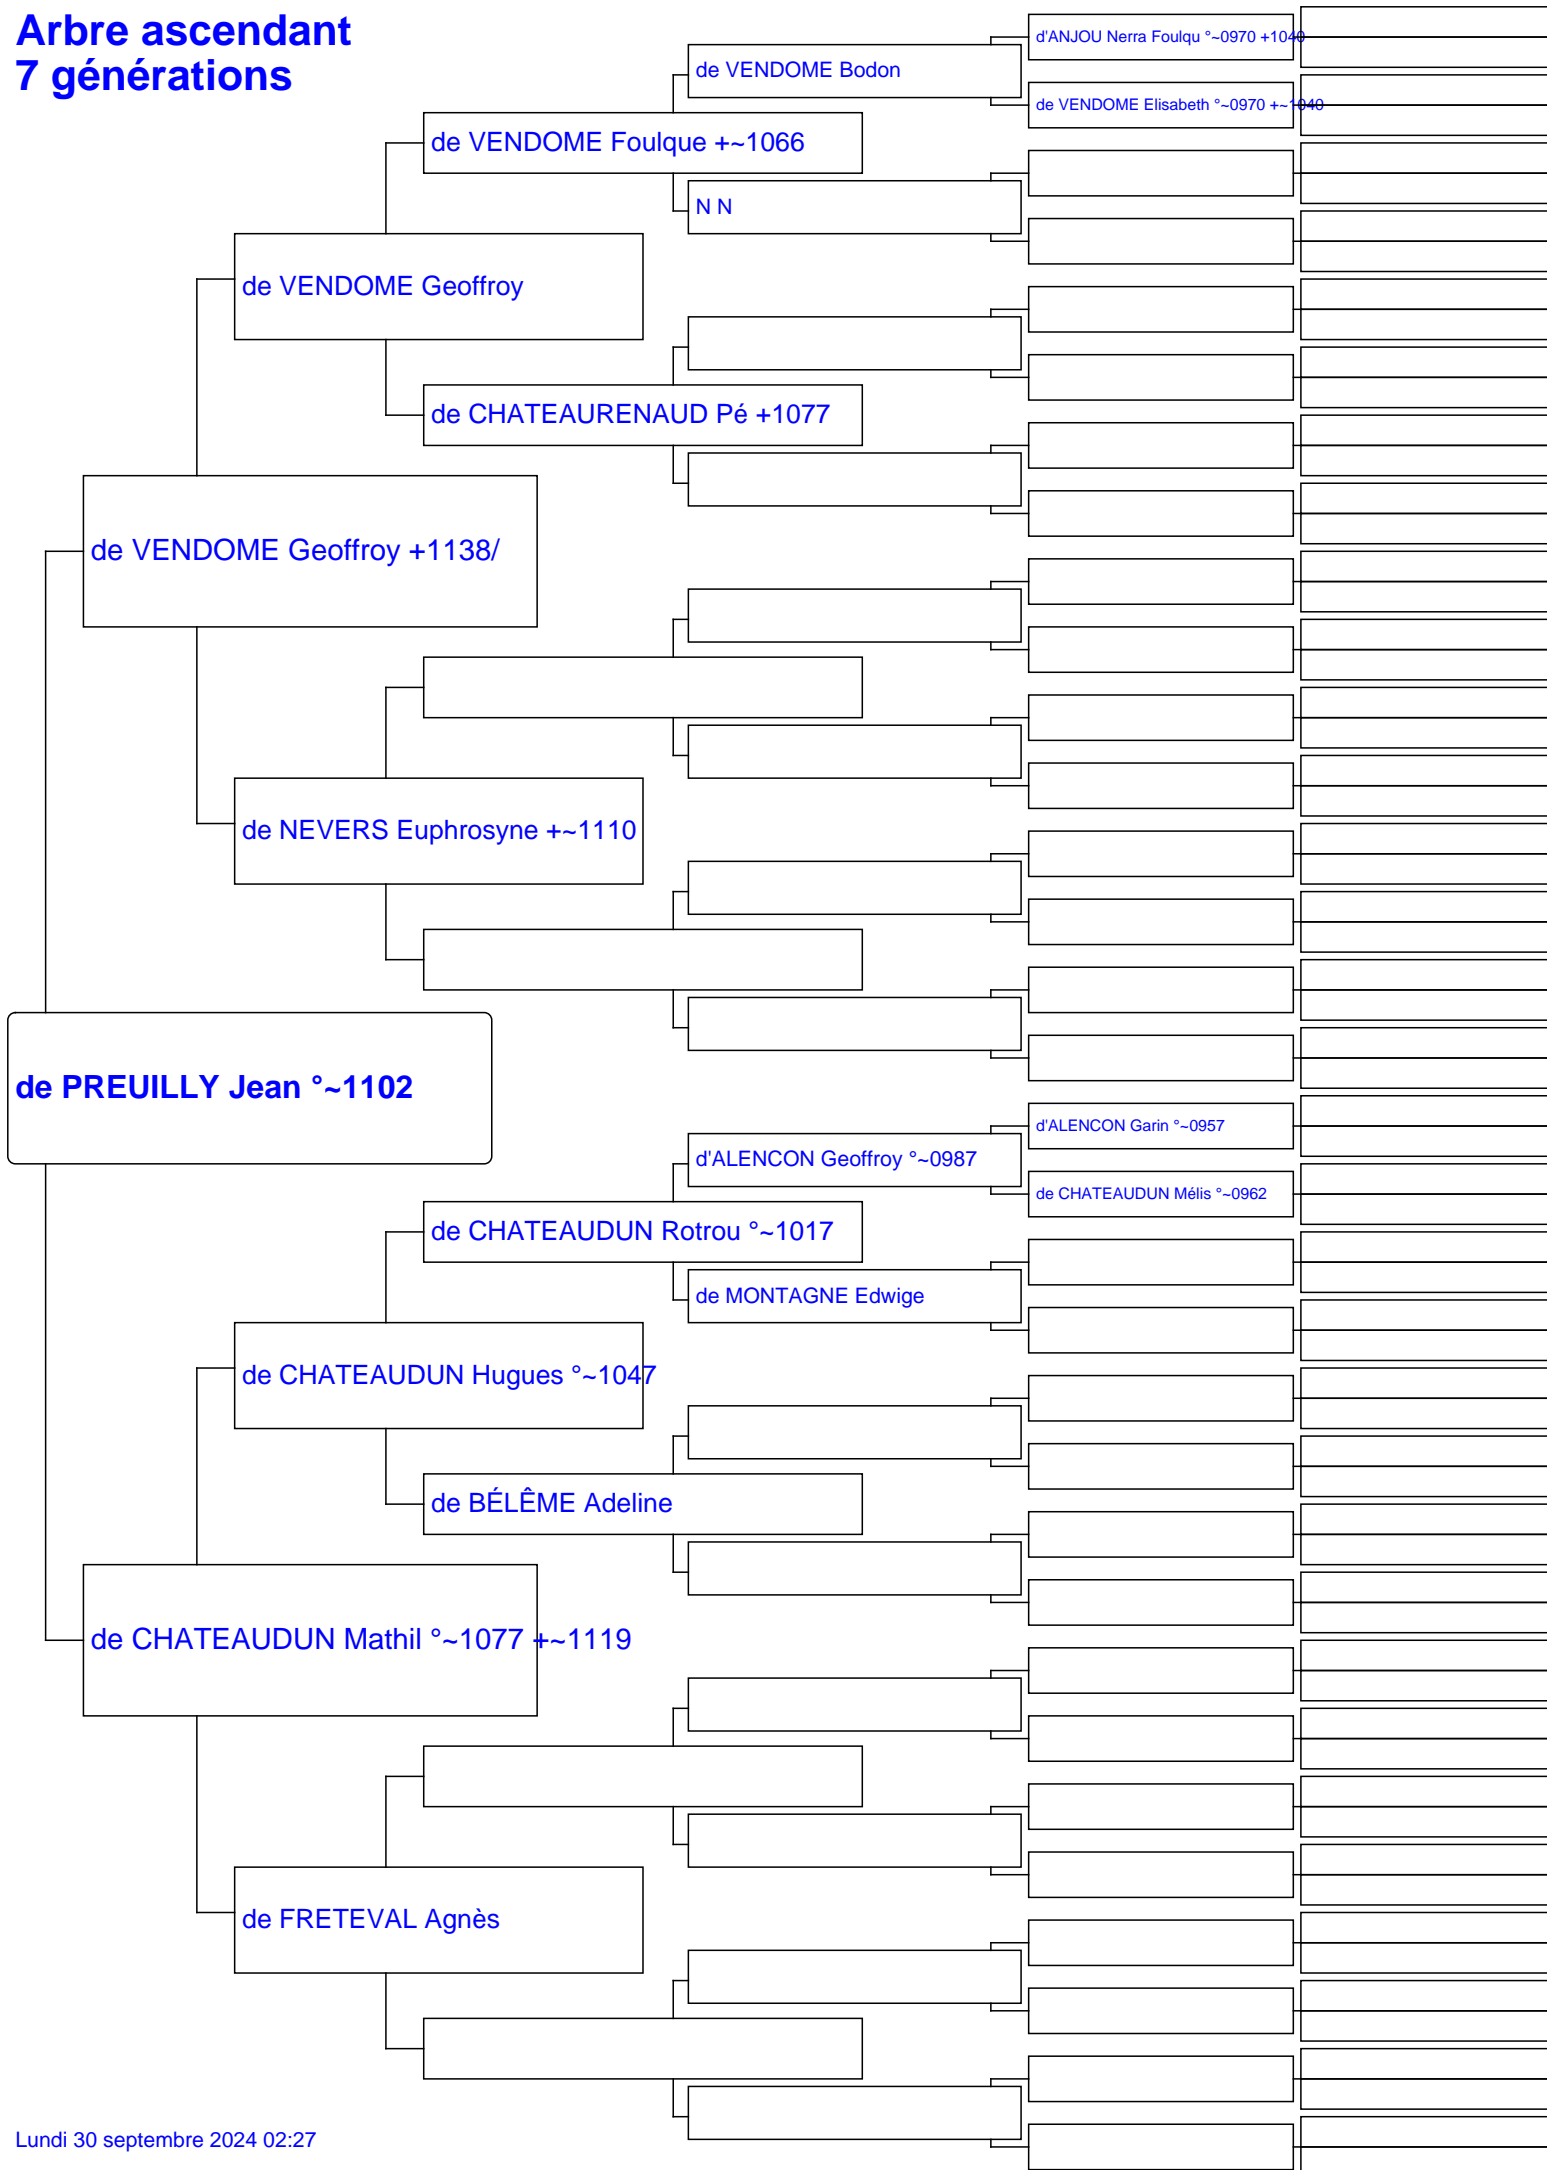 Arbre ascendant
7 générations
d'ANJOU Nerra Foulqu °~0970 +1040
de VENDOME Bodon
de VENDOME Elisabeth °~0970 +~1040
de VENDOME Foulque +~1066
N N
de VENDOME Geoffroy
de CHATEAURENAUD Pé +1077
de VENDOME Geoffroy +1138/
de NEVERS Euphrosyne +~1110
de PREUILLY Jean °~1102
d'ALENCON Garin °~0957
d'ALENCON Geoffroy °~0987
de CHATEAUDUN Mélis °~0962
de CHATEAUDUN Rotrou °~1017
de MONTAGNE Edwige
de CHATEAUDUN Hugues °~1047
de BÉLÊME Adeline
de CHATEAUDUN Mathil °~1077 +~1119
de FRETEVAL Agnès
Lundi 30 septembre 2024 02:27